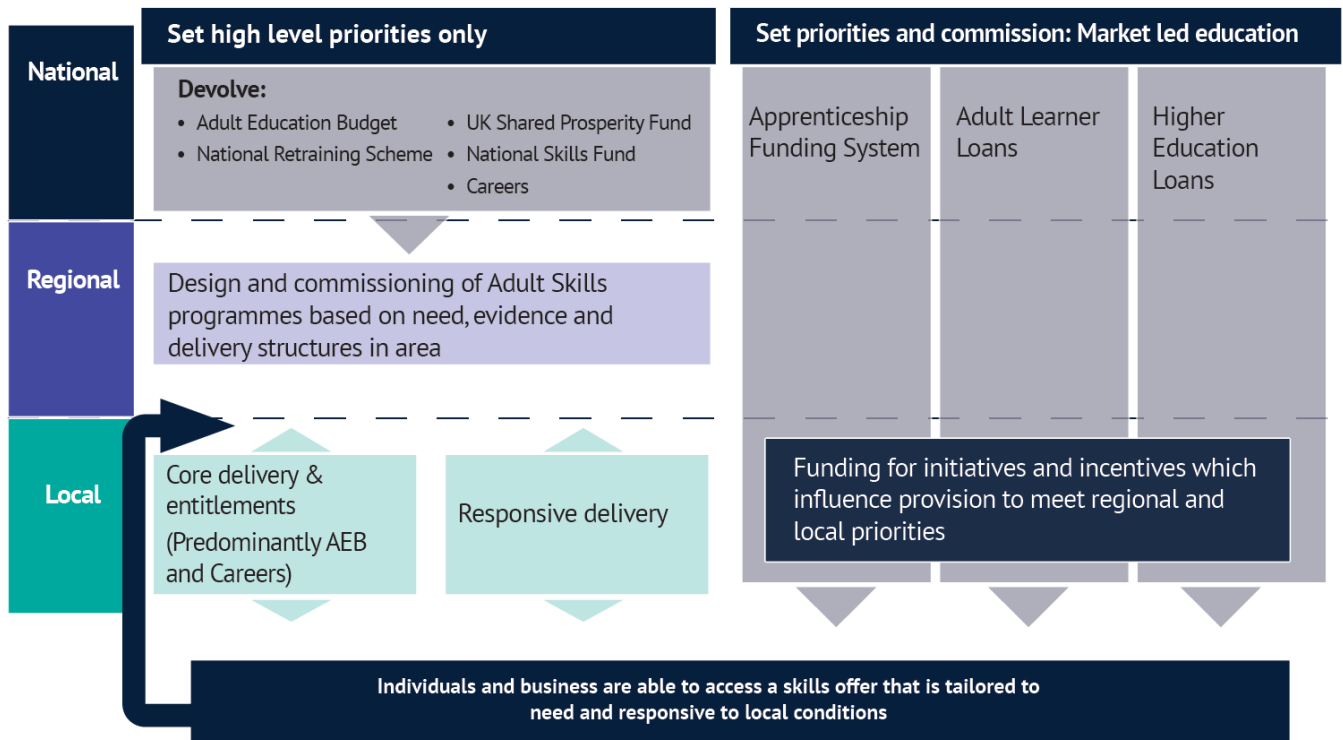 National
Set high level priorities only
Devolve:
• Adult Education Budget
• National Retraining Scheme
• UK Shared Prosperity Fund
• National Skills Fund
• Careers
Set priorities and commission: Market led education
Apprenticeship
Funding System
Adult Learner
Loans
Higher
Education
Loans
Regional
Design and commissioning of Adult Skills
programmes based on need, evidence and
delivery structures in area
Local
Core delivery &
entitlements
(Predominantly AEB
and Careers)
Responsive delivery
Funding for initiatives and incentives which
influence provision to meet regional and
local priorities
Individuals and business are able to access a skills offer that is tailored to
need and responsive to local conditions